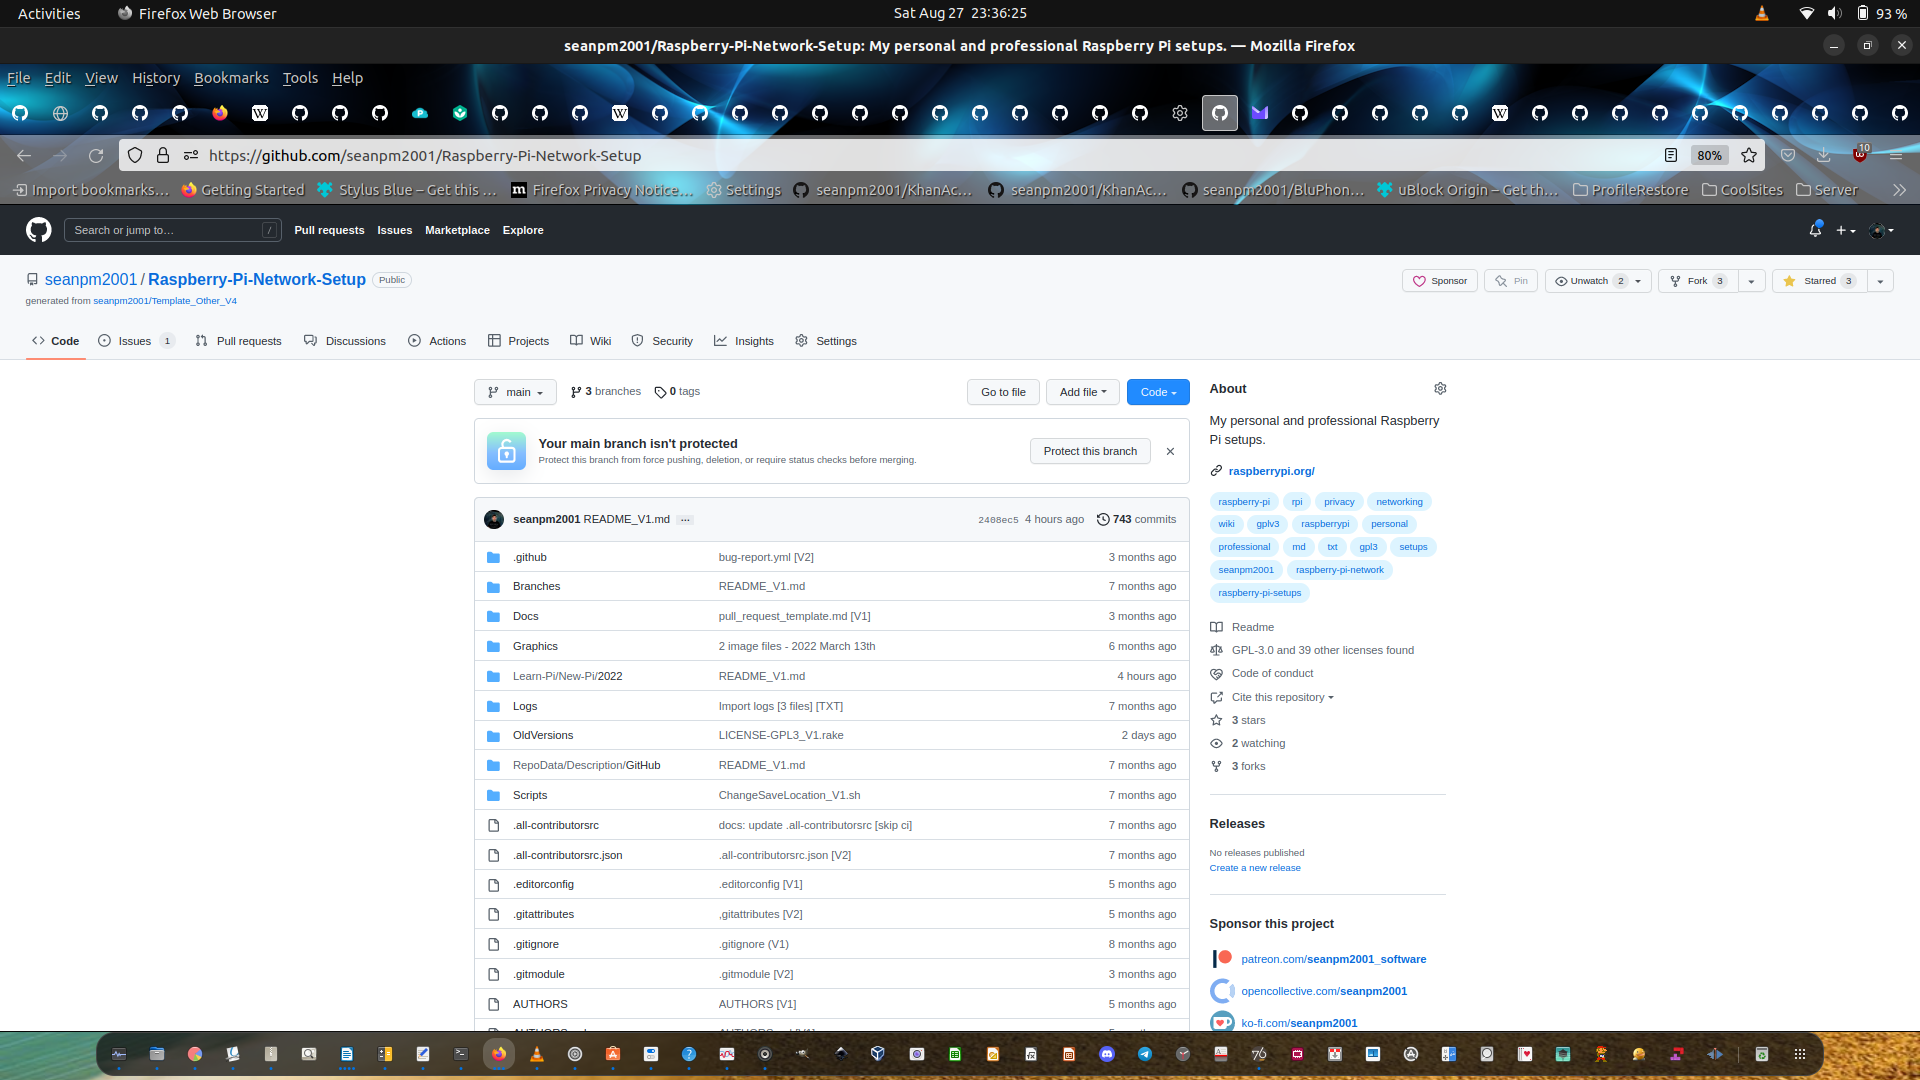 Activities Firefox Web Browser Sat Aug 27 23:36:25 93 %
seanpm2001/Raspberry-Pi-Network-Setup: My personal and professional Raspberry Pi setups. — Mozilla Firefox
File Edit View History Bookmarks Tools Help
https://github.com/seanpm2001/Raspberry-Pi-Network-Setup 80% 10
Import bookmarks… Getting Started Stylus Blue – Get this … Firefox Privacy Notice… Settings seanpm2001/KhanAc… seanpm2001/KhanAc… seanpm2001/BluPhon… uBlock Origin – Get th… ProfileRestore CoolSites Server
Search or jump to… / Pull requests Issues Marketplace Explore
seanpm2001 / Raspberry-Pi-Network-Setup Public Sponsor Pin Unwatch 2 Fork 3 Starred 3
generated from seanpm2001/Template_Other_V4
Code Issues 1 Pull requests Discussions Actions Projects Wiki Security Insights Settings
main 3 branches 0 tags Go to file Add file Code
Your main branch isn't protected
Protect this branch from force pushing, deletion, or require status checks before merging.
Protect this branch
seanpm2001 README_V1.md … 2408ec5 4 hours ago 743 commits
.github bug-report.yml [V2] 3 months ago
Branches README_V1.md 7 months ago
Docs pull_request_template.md [V1] 3 months ago
Graphics 2 image files - 2022 March 13th 6 months ago
Learn-Pi/New-Pi/2022 README_V1.md 4 hours ago
Logs Import logs [3 files] [TXT] 7 months ago
OldVersions LICENSE-GPL3_V1.rake 2 days ago
RepoData/Description/GitHub README_V1.md 7 months ago
Scripts ChangeSaveLocation_V1.sh 7 months ago
.all-contributorsrc docs: update .all-contributorsrc [skip ci] 7 months ago
.all-contributorsrc.json .all-contributorsrc.json [V2] 7 months ago
.editorconfig .editorconfig [V1] 5 months ago
.gitattributes ,gitattributes [V2] 5 months ago
.gitignore .gitignore (V1) 8 months ago
.gitmodule .gitmodule [V2] 3 months ago
AUTHORS AUTHORS [V1] 5 months ago
About
My personal and professional Raspberry
Pi setups.
raspberrypi.org/
raspberry-pi rpi privacy networking
wiki gplv3 raspberrypi personal
professional md txt gpl3 setups
seanpm2001 raspberry-pi-network
raspberry-pi-setups
Readme
GPL-3.0 and 39 other licenses found
Code of conduct
Cite this repository
3 stars
2 watching
3 forks
Releases
No releases published
Create a new release
Sponsor this project
patreon.com/seanpm2001_software
opencollective.com/seanpm2001
ko-fi.com/seanpm2001